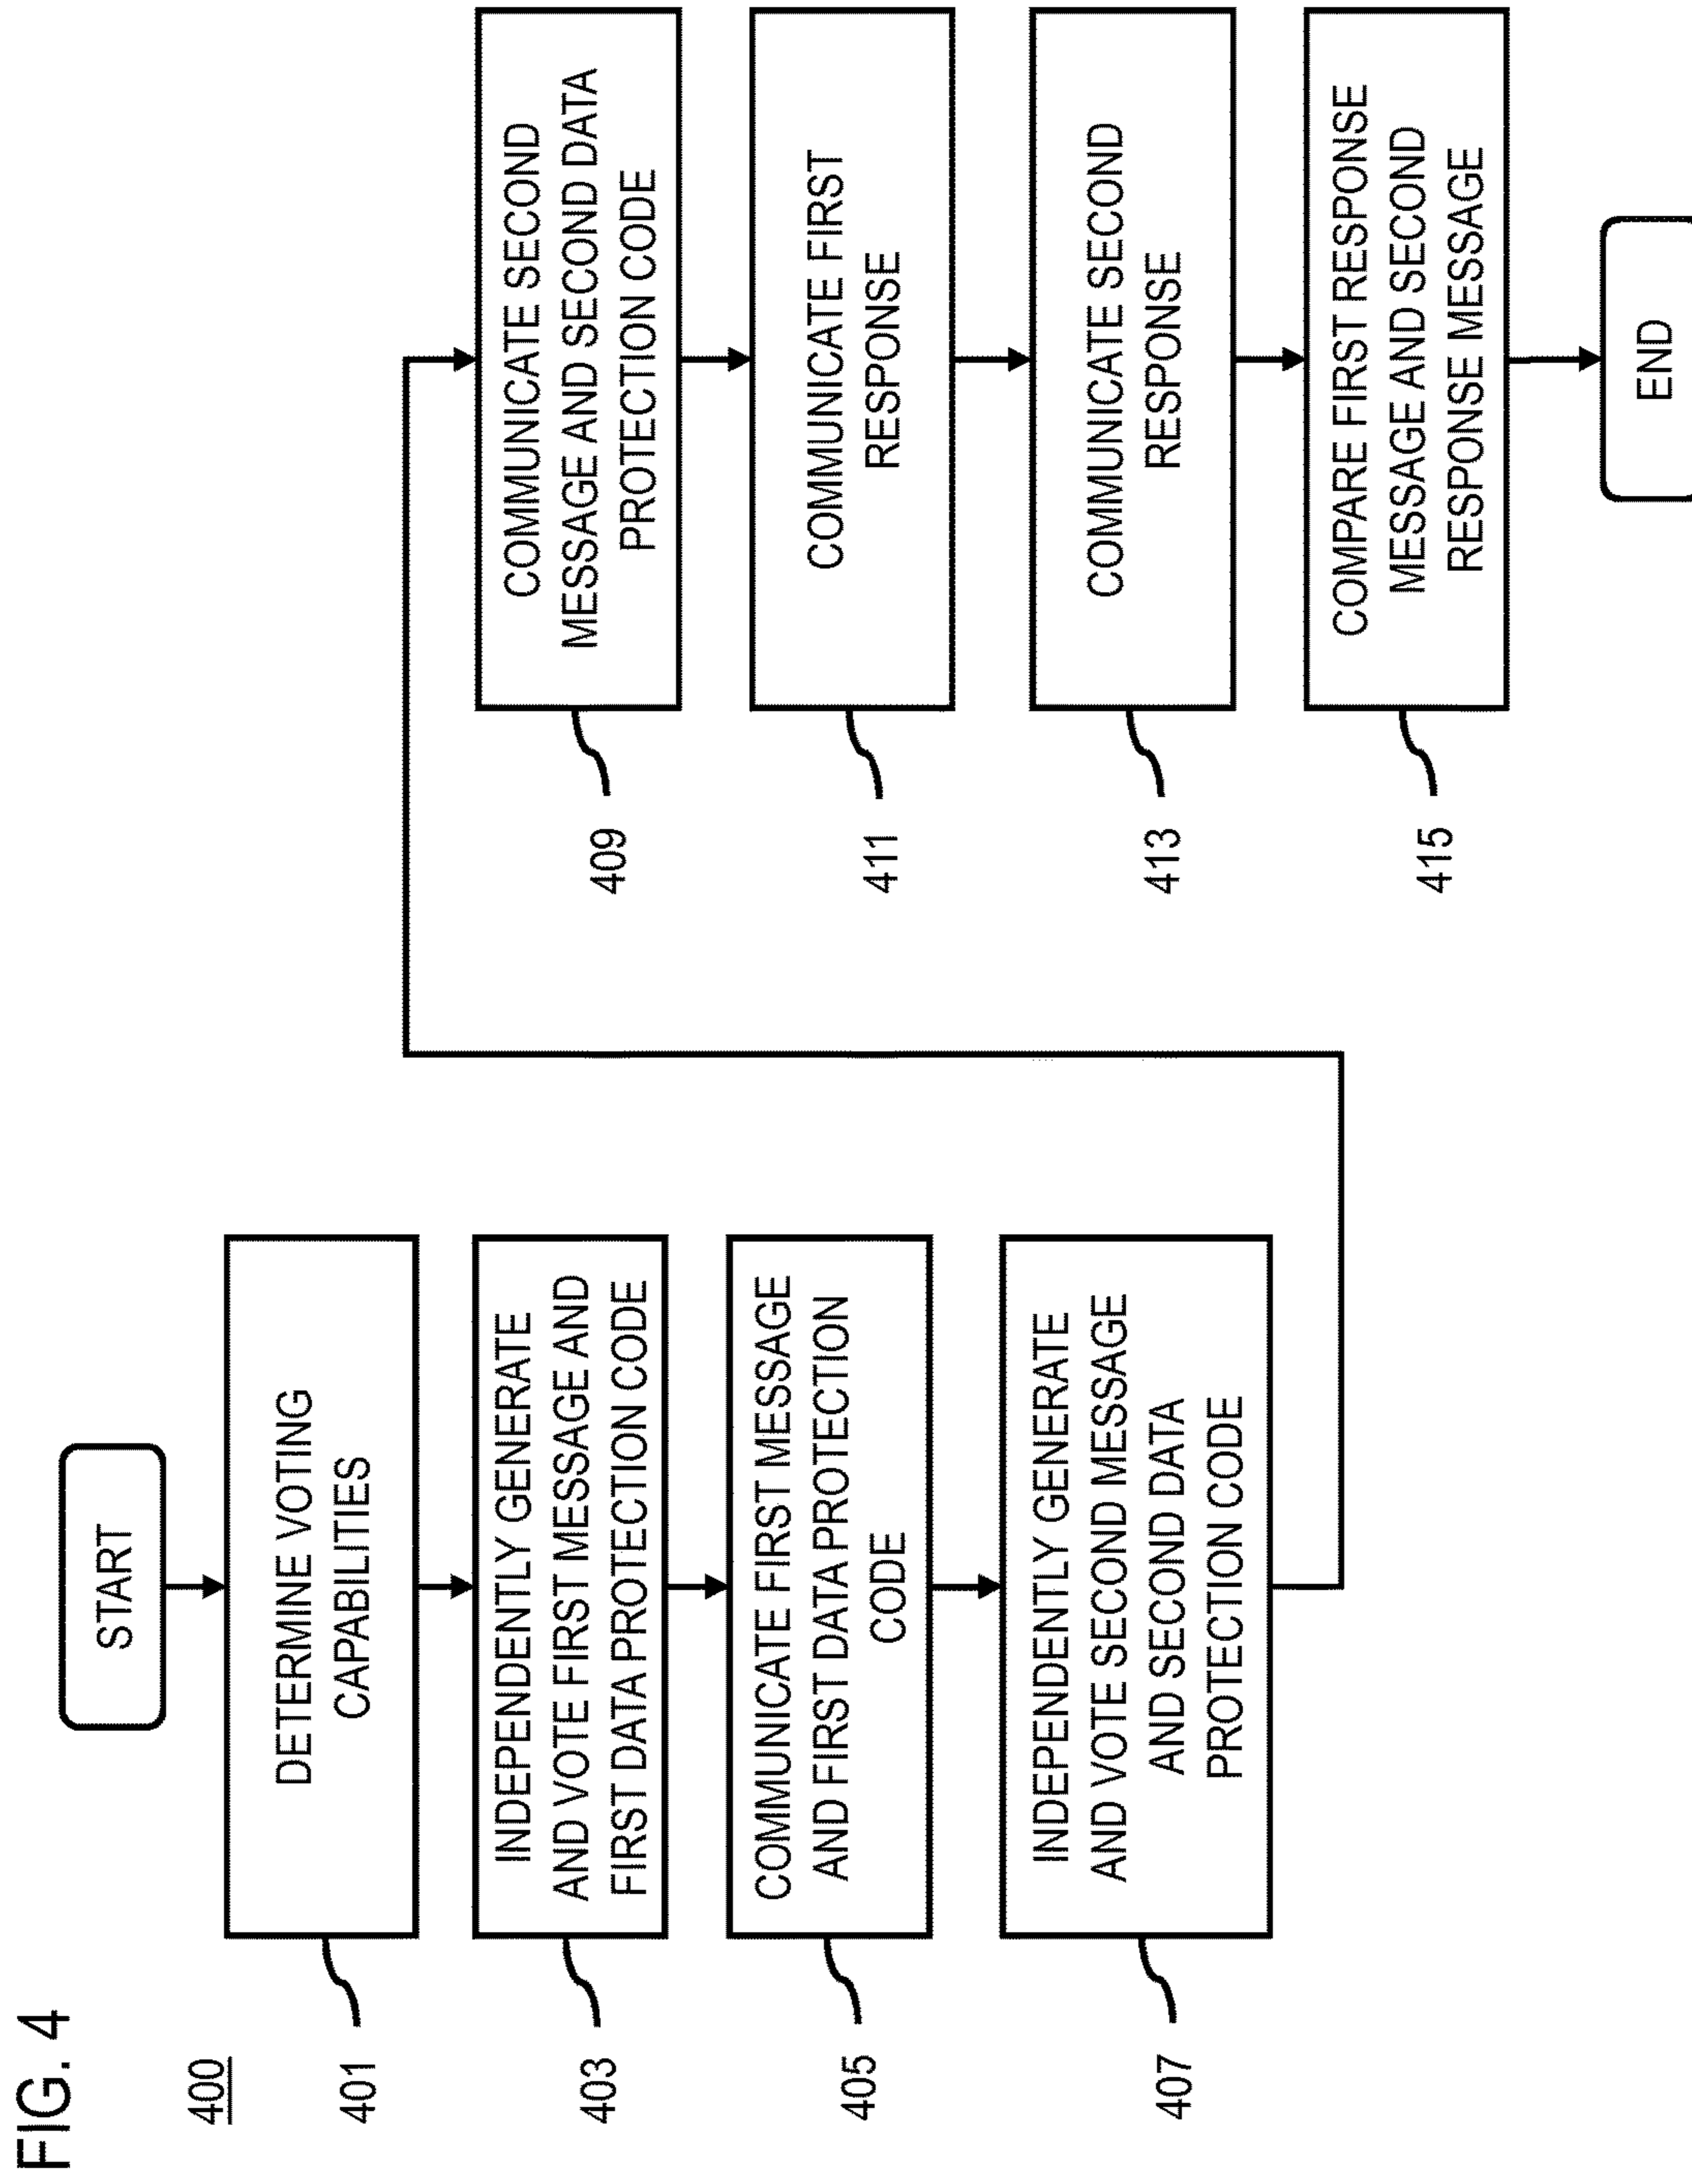 FIG. 4
400
START
401
DETERMINE VOTING
CAPABILITIES
403
INDEPENDENTLY GENERATE
AND VOTE FIRST MESSAGE AND
FIRST DATA PROTECTION CODE
405
COMMUNICATE FIRST MESSAGE
AND FIRST DATA PROTECTION
CODE
407
INDEPENDENTLY GENERATE
AND VOTE SECOND MESSAGE
AND SECOND DATA
PROTECTION CODE
409
COMMUNICATE SECOND
MESSAGE AND SECOND DATA
PROTECTION CODE
411
COMMUNICATE FIRST
RESPONSE
413
COMMUNICATE SECOND
RESPONSE
415
COMPARE FIRST RESPONSE
MESSAGE AND SECOND
RESPONSE MESSAGE
END